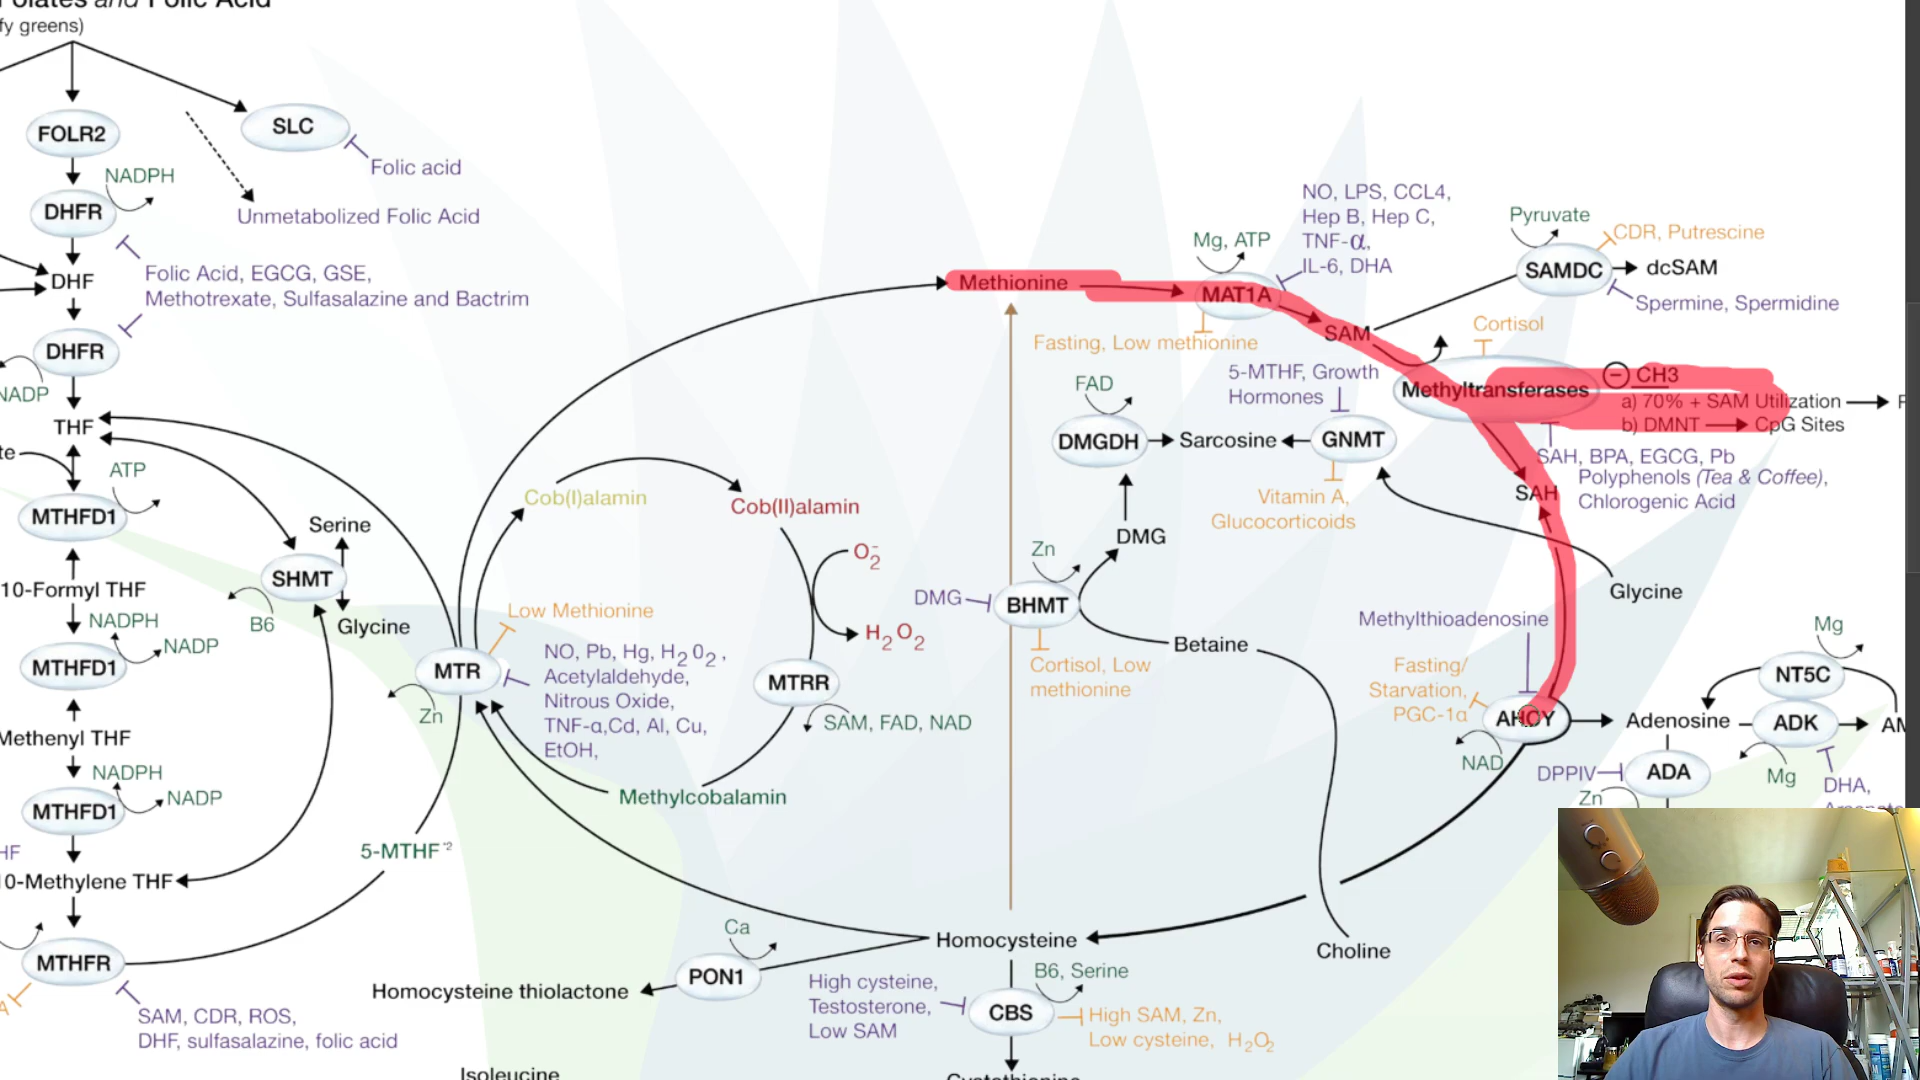 Folates and Folic Acid
fy greens)
FOLR2
SLC
Folic acid
NADPH
DHFR
Unmetabolized Folic Acid
Folic Acid, EGCG, GSE,
Methotrexate, Sulfasalazine and Bactrim
DHF
DHFR
NADP
THF
te
ATP
MTHFD1
Serine
SHMT
B6
Glycine
10-Formyl THF
NADPH
NADP
MTHFD1
Methenyl THF
NADPH
NADP
MTHFD1
HF
10-Methylene THF
MTHFR
A
SAM, CDR, ROS,
DHF, sulfasalazine, folic acid
5-MTHF*2
Cob(I)alamin
Cob(II)alamin
O2-
H2O2
Low Methionine
MTR
Zn
NO, Pb, Hg, H2O2,
Acetylaldehyde,
Nitrous Oxide,
TNF-α,Cd, Al, Cu,
EtOH,
MTRR
SAM, FAD, NAD
Methylcobalamin
Methionine
Mg, ATP
MAT1A
NO, LPS, CCL4,
Hep B, Hep C,
TNF-α,
IL-6, DHA
Fasting, Low methionine
SAM
Pyruvate
CDR, Putrescine
SAMDC
dcSAM
Spermine, Spermidine
Cortisol
Methyltransferases
− CH3
a) 70% + SAM Utilization
b) DMNT CpG Sites
SAH, BPA, EGCG, Pb
Polyphenols (Tea & Coffee),
Chlorogenic Acid
SAH
5-MTHF, Growth
Hormones
FAD
DMGDH
Sarcosine
GNMT
Vitamin A,
Glucocorticoids
DMG
Zn
DMG
BHMT
Betaine
Cortisol, Low
methionine
Glycine
Methylthioadenosine
Fasting/
Starvation,
PGC-1α
AHCY
NAD
Adenosine
Mg
NT5C
ADK
AM
Mg
DPPIV
ADA
Zn
DHA,
Choline
Homocysteine
Ca
PON1
Homocysteine thiolactone
B6, Serine
High cysteine,
Testosterone,
Low SAM
CBS
High SAM, Zn,
Low cysteine, H2O2
Isoleucine
Cystathionine